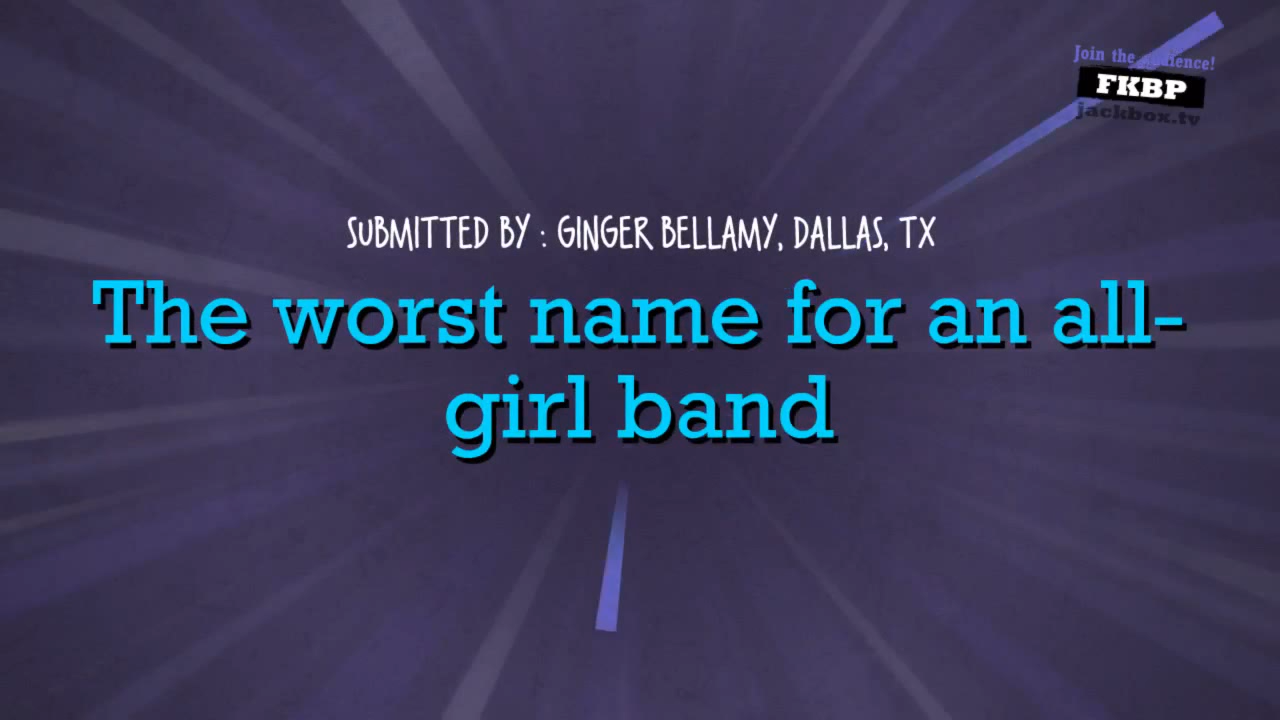 Join the audience!
FKBP
jackbox.tv
SUBMITTED BY : GINGER BELLAMY, DALLAS, TX
The worst name for an all-
girl band